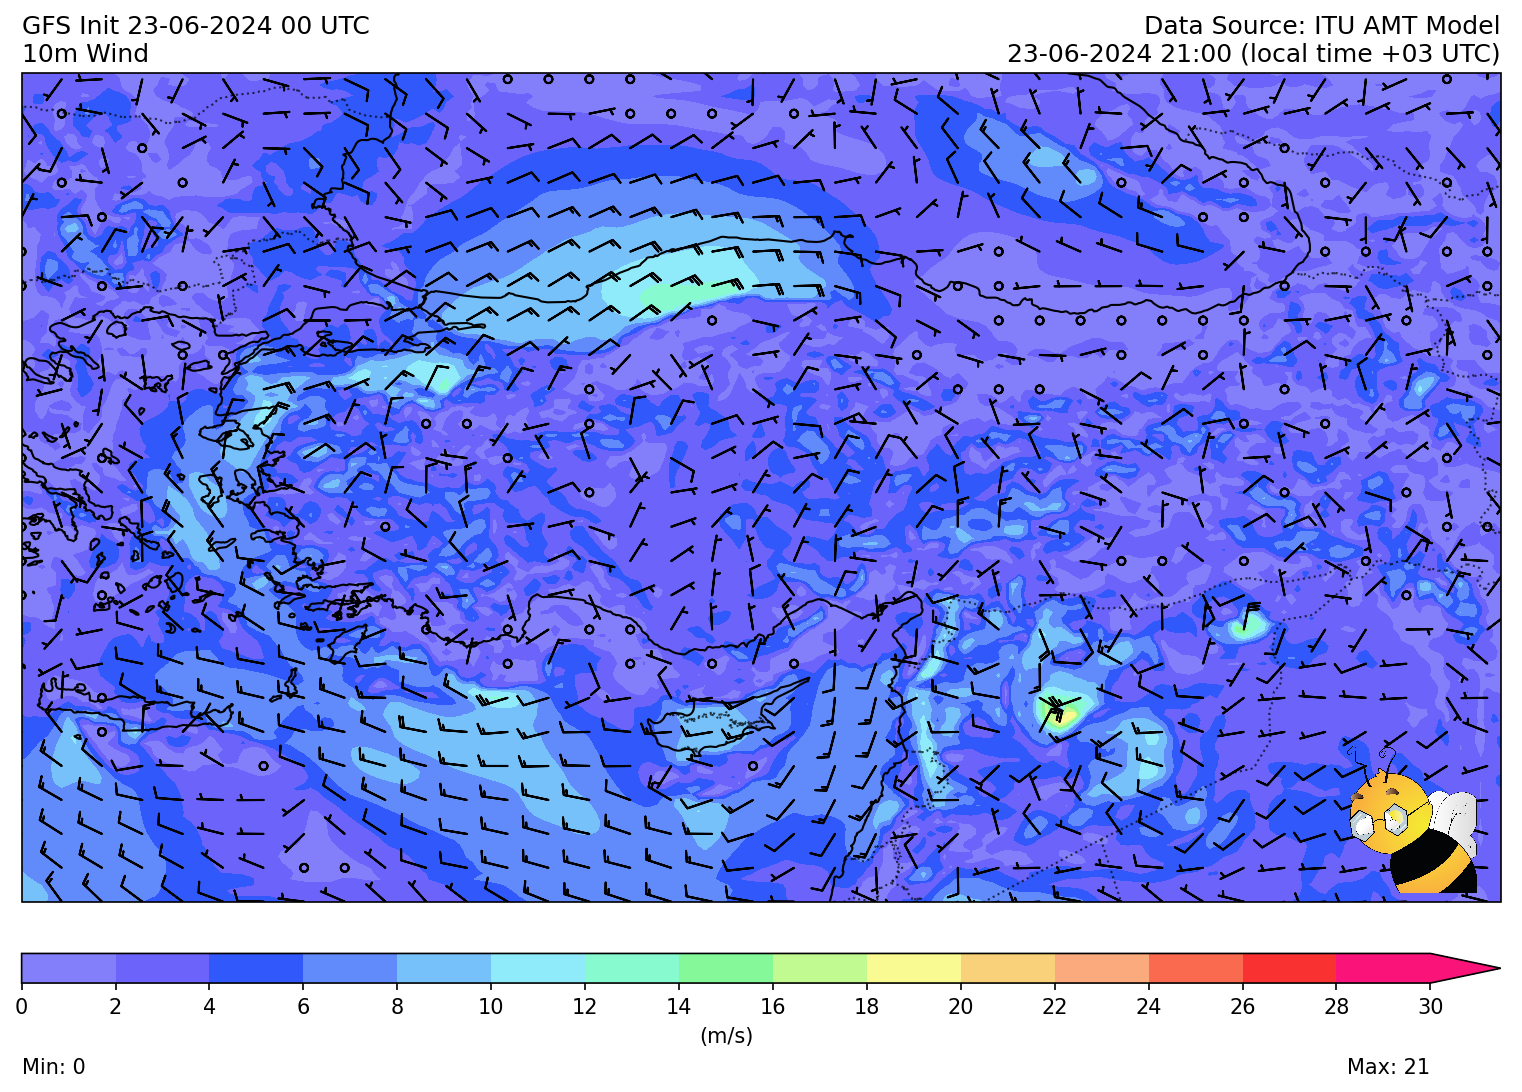 GFS Init 23-06-2024 00 UTC
Data Source: ITU AMT Model
10m Wind
23-06-2024 21:00 (local time +03 UTC)
0 2 4 6 8 10 12 14 16 18 20 22 24 26 28 30
(m/s)
Min: 0
Max: 21